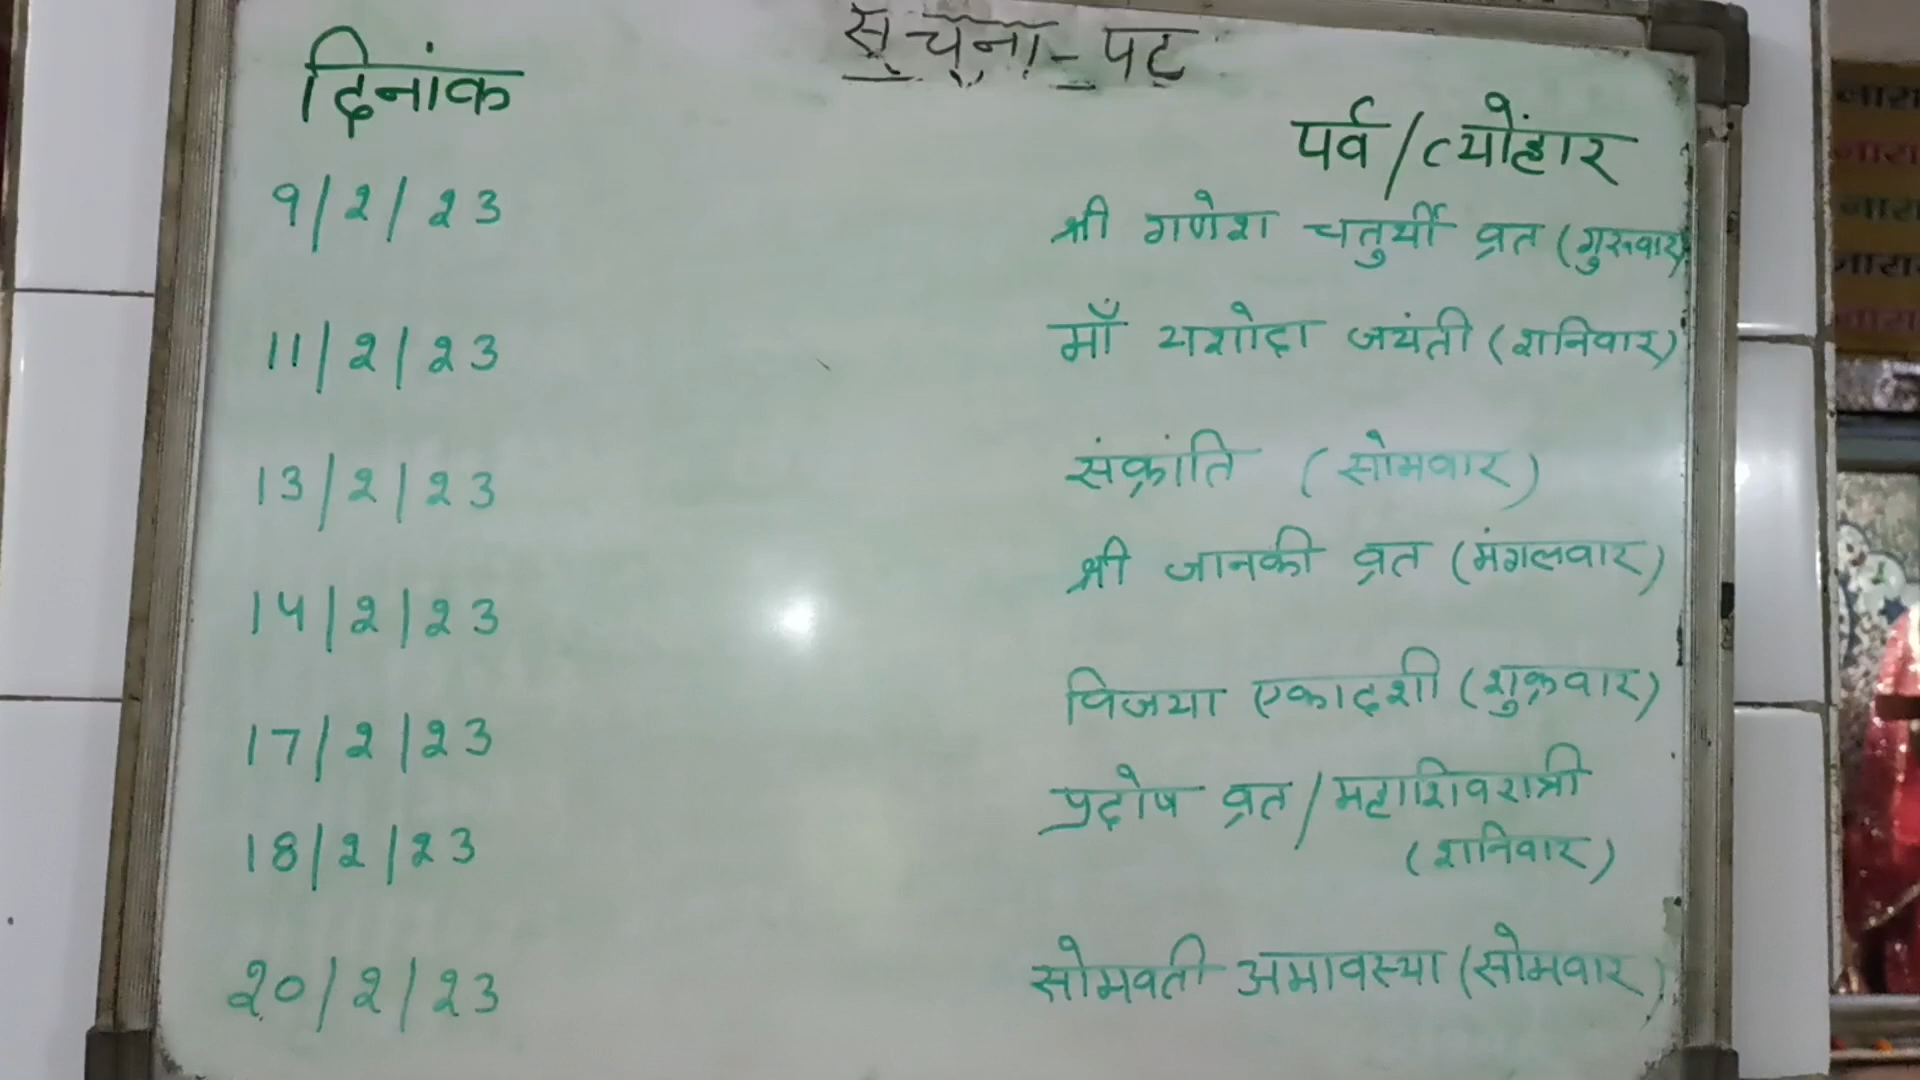 सूचना-पट
दिनांक
पर्व/त्योंहार
9/2/23 श्री गणेश चतुर्थी व्रत (गुरुवार)
11/2/23 माँ यशोदा जयंती (शनिवार)
13/2/23 संक्रांति (सोमवार)
14/2/23 श्री जानकी व्रत (मंगलवार)
17/2/23 विजया एकादशी (शुक्रवार)
18/2/23 प्रदोष व्रत/महाशिवरात्री
(शनिवार)
20/2/23 सोमवती अमावस्या (सोमवार)